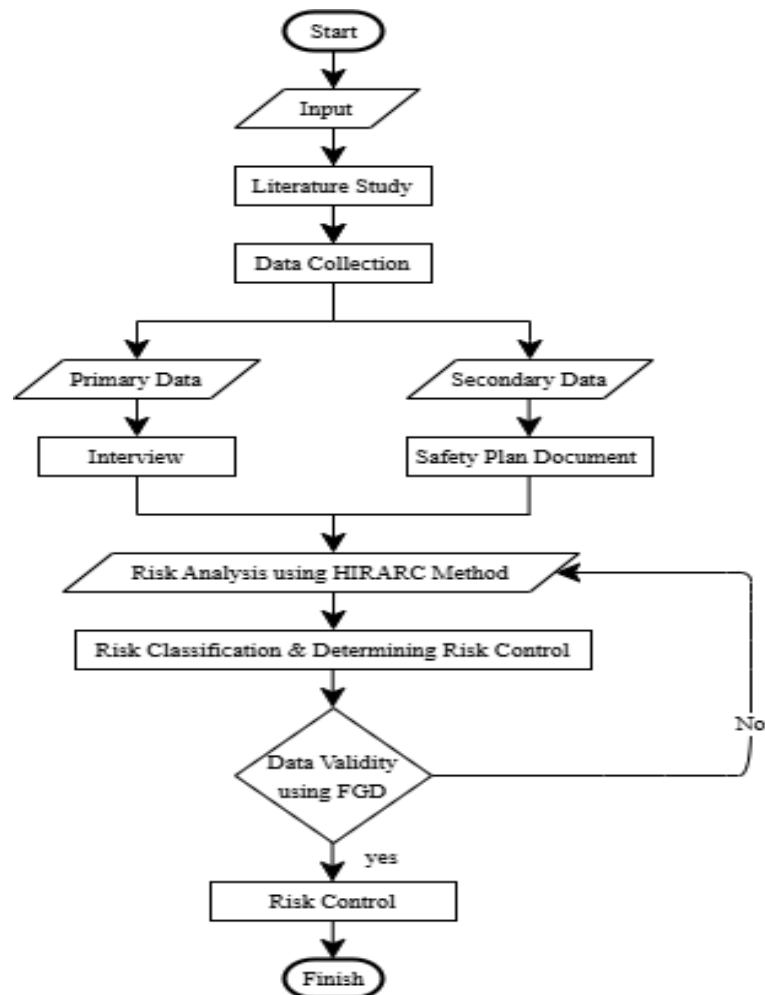 Start
Input
Literature Study
Data Collection
Primary Data
Secondary Data
Interview
Safety Plan Document
Risk Analysis using HIRARC Method
Risk Classification & Determining Risk Control
Data Validity
using FGD
No
yes
Risk Control
Finish